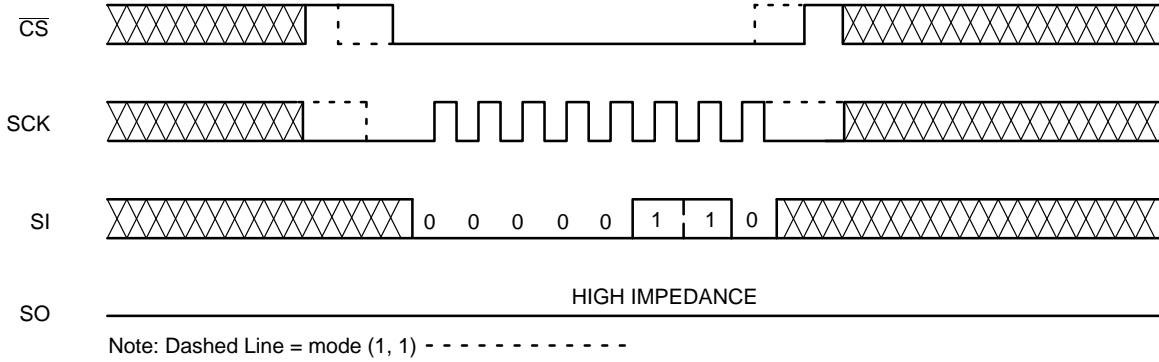 CS
SCK
SI
0 0 0 0 0 1 1 0
SO
HIGH IMPEDANCE
Note: Dashed Line = mode (1, 1)